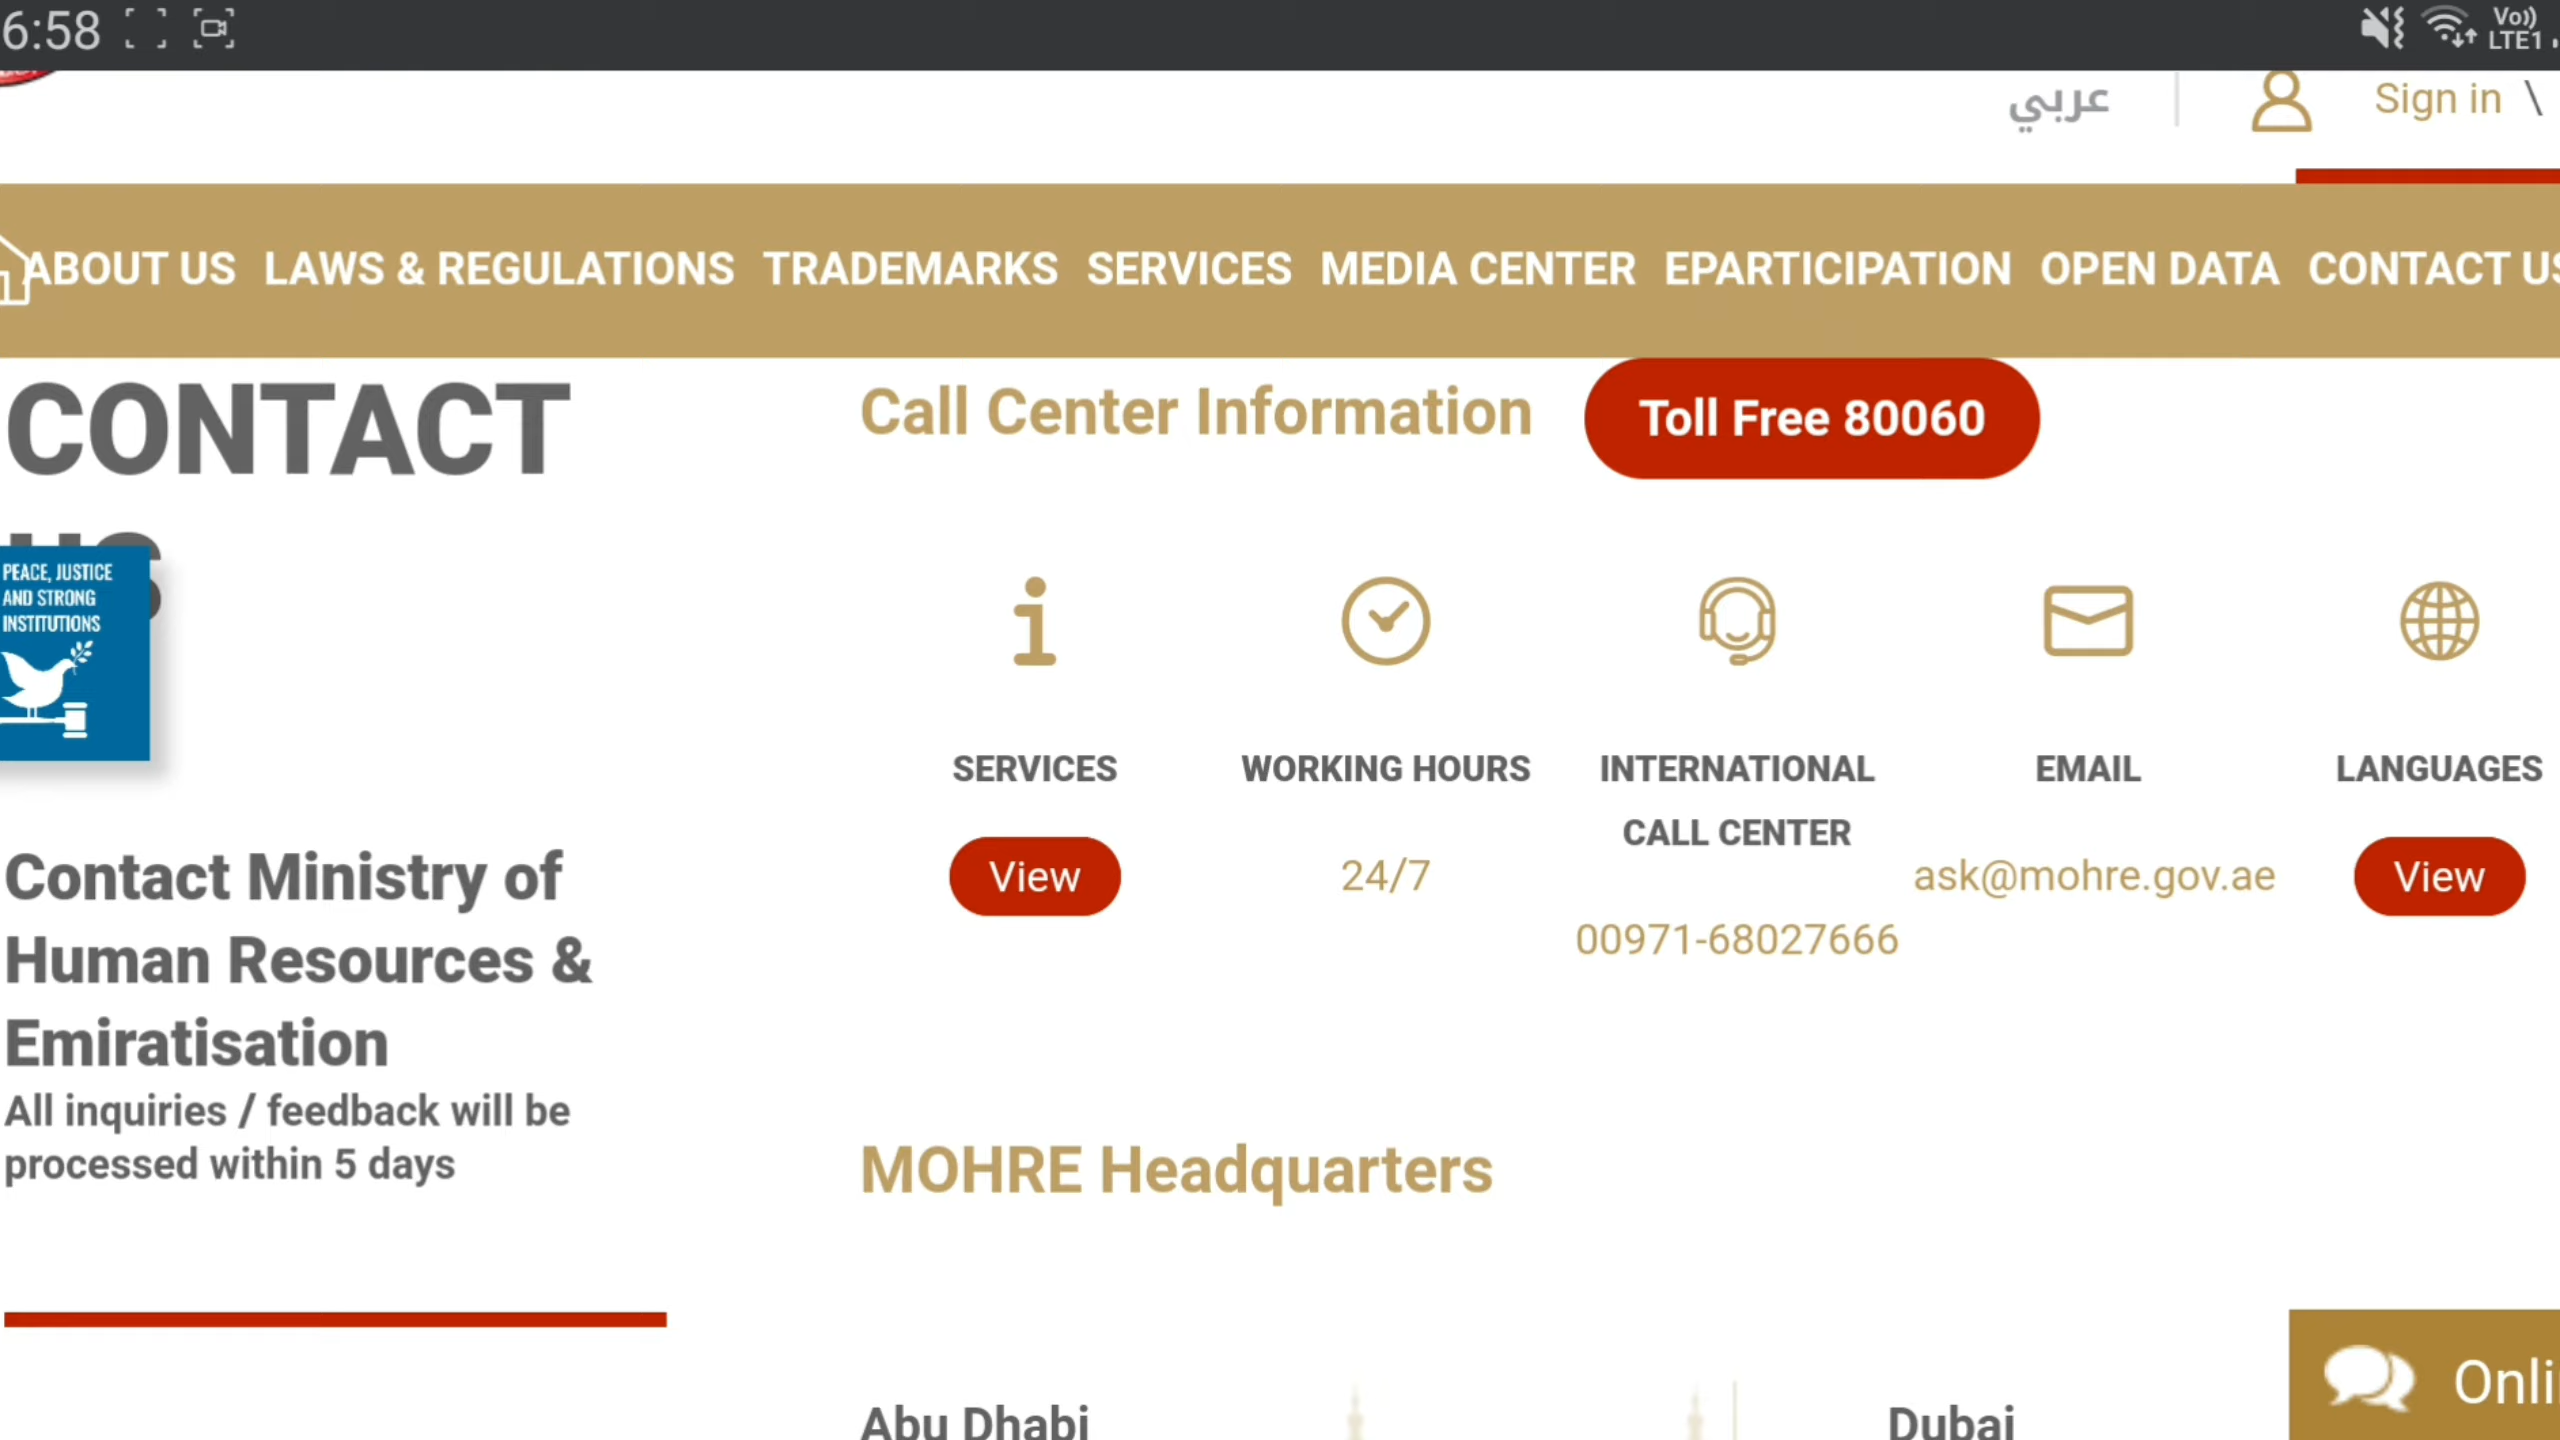 6:58
Vo))
LTE1
عربي
Sign in \
ABOUT US LAWS & REGULATIONS TRADEMARKS SERVICES MEDIA CENTER EPARTICIPATION OPEN DATA CONTACT US
CONTACT
US
Call Center Information
Toll Free 80060
PEACE, JUSTICE
AND STRONG
INSTITUTIONS
SERVICES
View
WORKING HOURS
24/7
INTERNATIONAL
CALL CENTER
00971-68027666
EMAIL
ask@mohre.gov.ae
LANGUAGES
View
Contact Ministry of
Human Resources &
Emiratisation
All inquiries / feedback will be
processed within 5 days
MOHRE Headquarters
Abu Dhabi
Dubai